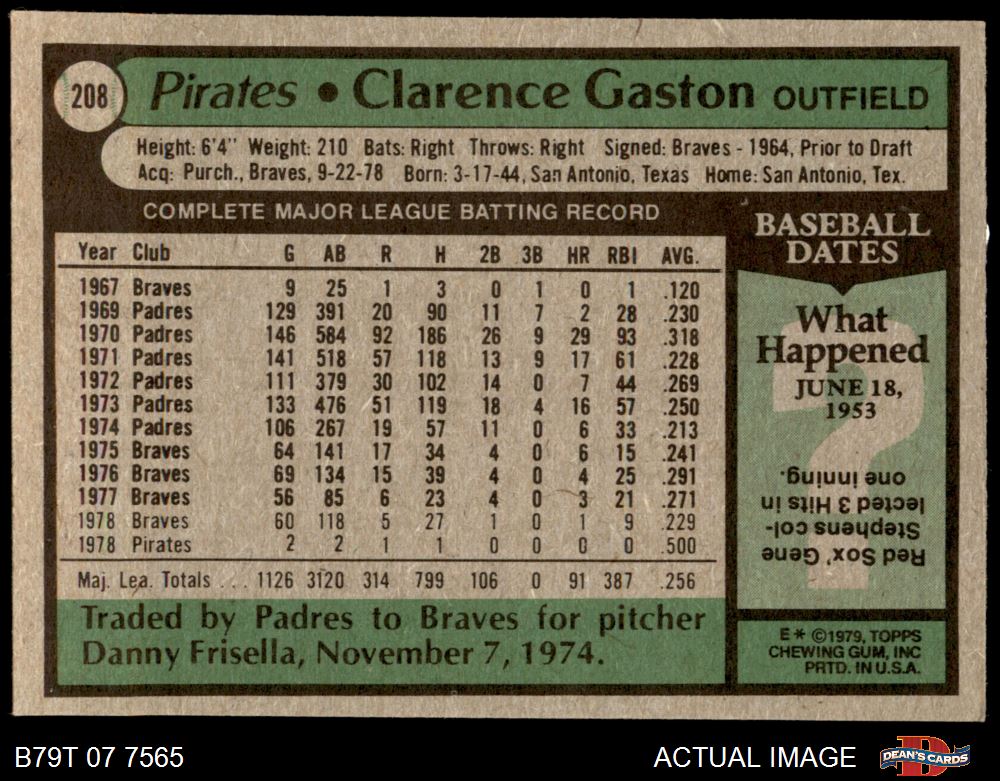 208
Pirates • Clarence Gaston OUTFIELD
Height: 6'4" Weight: 210 Bats: Right Throws: Right Signed: Braves - 1964, Prior to Draft
Acq: Purch., Braves, 9-22-78 Born: 3-17-44, San Antonio, Texas Home: San Antonio, Tex.
COMPLETE MAJOR LEAGUE BATTING RECORD
Year Club G AB R H 2B 3B HR RBI AVG.
1967 Braves 9 25 1 3 0 1 0 1 .120
1969 Padres 129 391 20 90 11 7 2 28 .230
1970 Padres 146 584 92 186 26 9 29 93 .318
1971 Padres 141 518 57 118 13 9 17 61 .228
1972 Padres 111 379 30 102 14 0 7 44 .269
1973 Padres 133 476 51 119 18 4 16 57 .250
1974 Padres 106 267 19 57 11 0 6 33 .213
1975 Braves 64 141 17 34 4 0 6 15 .241
1976 Braves 69 134 15 39 4 0 4 25 .291
1977 Braves 56 85 6 23 4 0 3 21 .271
1978 Braves 60 118 5 27 1 0 1 9 .229
1978 Pirates 2 2 1 1 0 0 0 0 .500
Maj. Lea. Totals ... 1126 3120 314 799 106 0 91 387 .256
Traded by Padres to Braves for pitcher
Danny Frisella, November 7, 1974.
BASEBALL
DATES
What
Happened
JUNE 18,
1953
?
Red Sox' Gene
Stephens col-
lected 3 Hits in
one inning.
E* ©1979, TOPPS
CHEWING GUM, INC
PRTD. IN U.S.A.
B79T 07 7565
ACTUAL IMAGE
D
DEAN'S CARDS